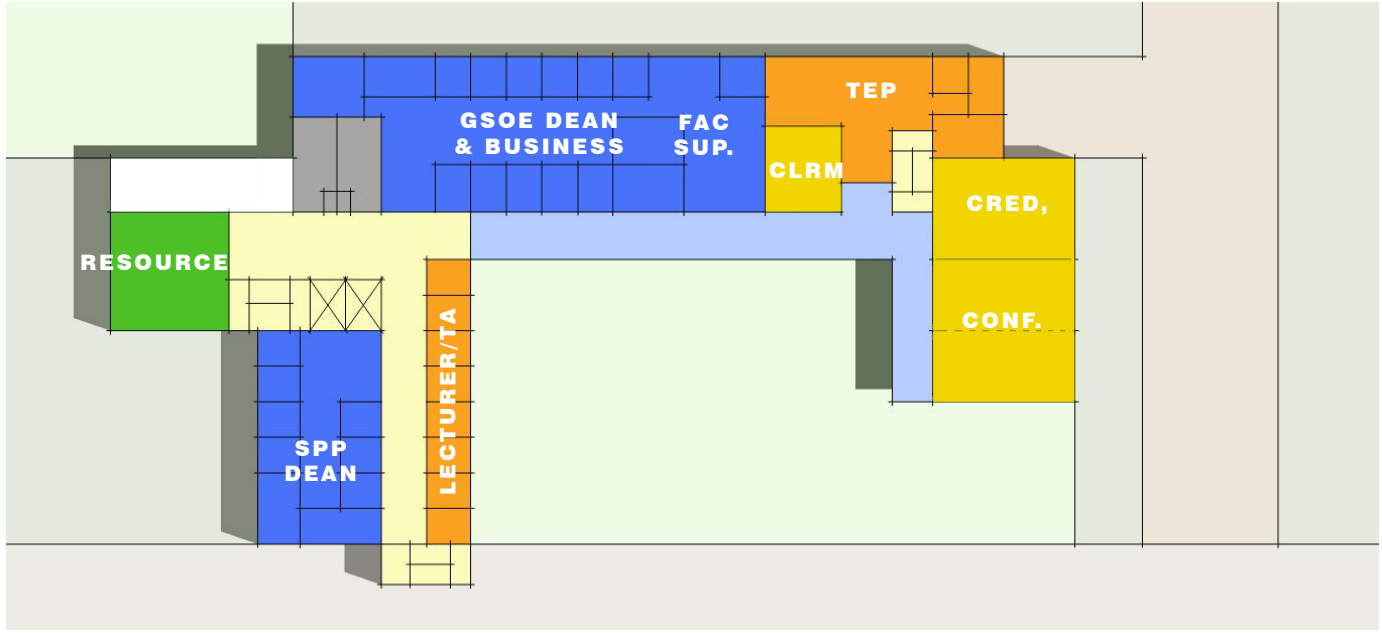 TEP
GSOE DEAN
& BUSINESS
FAC
SUP.
CLRM
CRED,
RESOURCE
CONF.
LECTURER/TA
SPP
DEAN